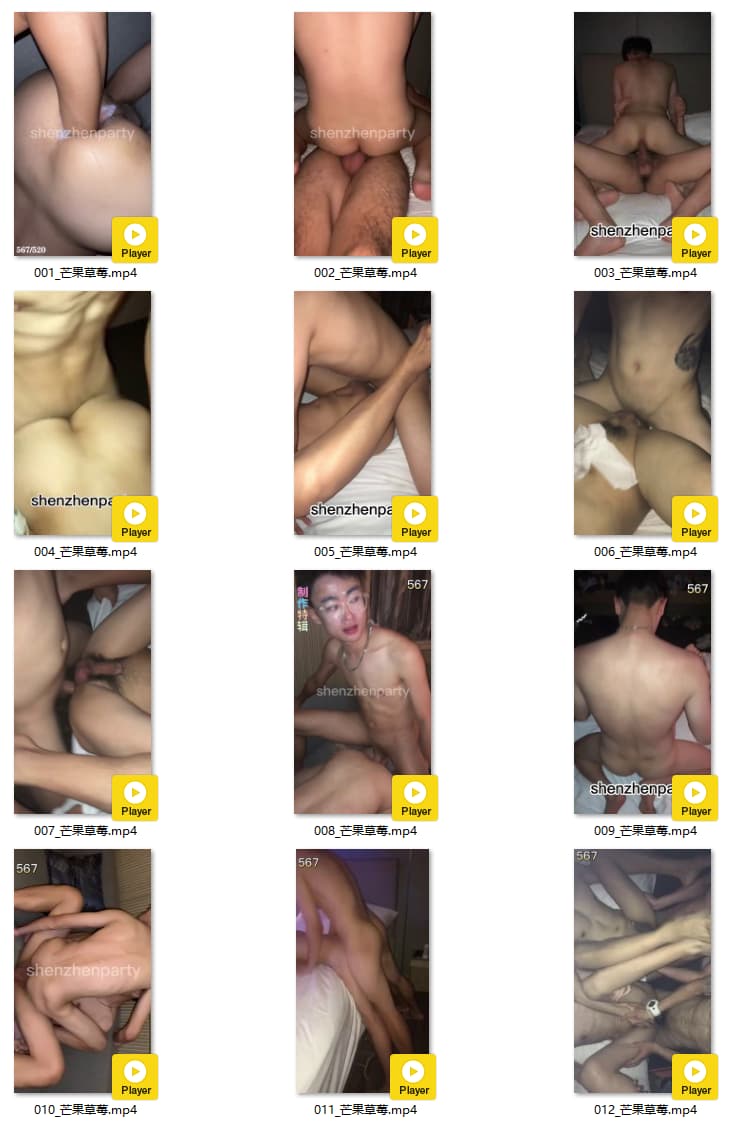 shenzhenparty
567/520
Player
001_芒果草莓.mp4
shenzhenparty
Player
002_芒果草莓.mp4
shenzhenpa
Player
003_芒果草莓.mp4
shenzhenpa
Player
004_芒果草莓.mp4
shenzhenpa
Player
005_芒果草莓.mp4
Player
006_芒果草莓.mp4
Player
007_芒果草莓.mp4
567
制作特辑
shenzhenparty
Player
008_芒果草莓.mp4
567
shenzhenpa
Player
009_芒果草莓.mp4
567
shenzhenparty
Player
010_芒果草莓.mp4
567
Player
011_芒果草莓.mp4
567
Player
012_芒果草莓.mp4